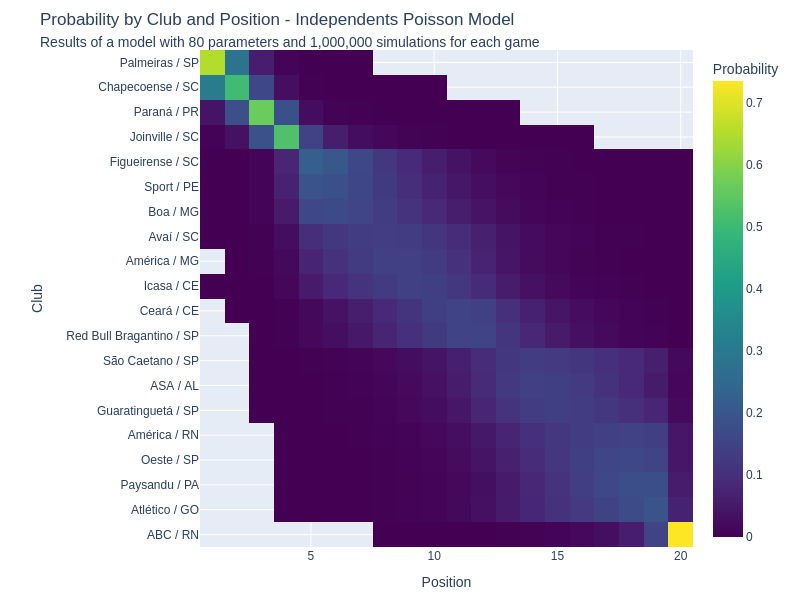 Probability by Club and Position - Independents Poisson Model
Results of a model with 80 parameters and 1,000,000 simulations for each game
Probability
Palmeiras / SP
Chapecoense / SC
Paraná / PR
Joinville / SC
Figueirense / SC
Sport / PE
Boa / MG
Avaí / SC
América / MG
Icasa / CE
Ceará / CE
Red Bull Bragantino / SP
São Caetano / SP
ASA / AL
Guaratinguetá / SP
América / RN
Oeste / SP
Paysandu / PA
Atlético / GO
ABC / RN
Club
5
10
15
20
Position
0.7
0.6
0.5
0.4
0.3
0.2
0.1
0